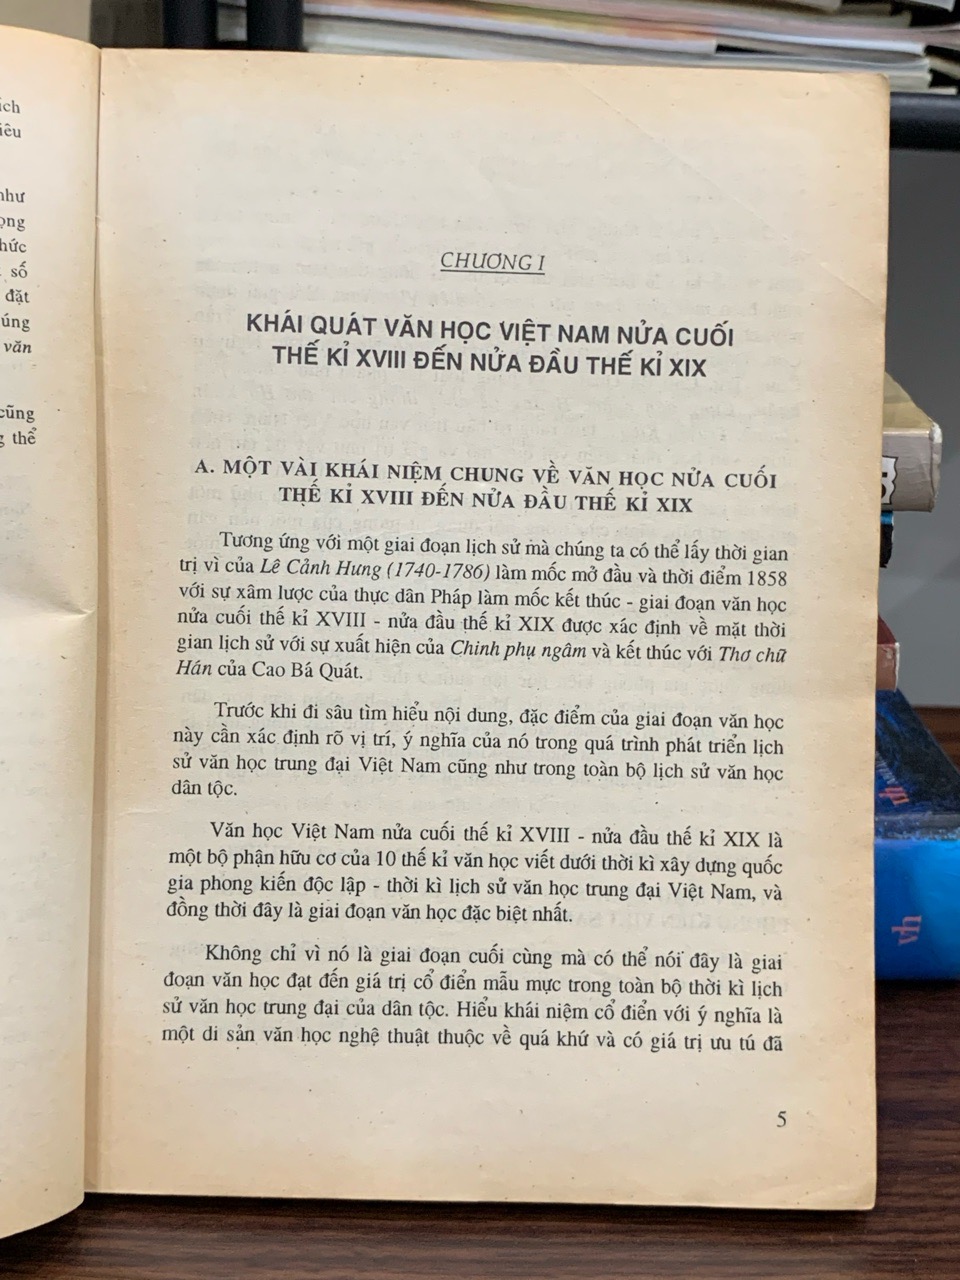 ích
iêu
như
ọng
hức
số
đặt
úng
văn
cũng
g thể
CHƯƠNG I
KHÁI QUÁT VĂN HỌC VIỆT NAM NỬA CUỐI
THẾ KỈ XVIII ĐẾN NỬA ĐẦU THẾ KỈ XIX
A. MỘT VÀI KHÁI NIỆM CHUNG VỀ VĂN HỌC NỬA CUỐI
THẾ KỈ XVIII ĐẾN NỬA ĐẦU THẾ KỈ XIX
Tương ứng với một giai đoạn lịch sử mà chúng ta có thể lấy thời gian
trị vì của Lê Cảnh Hưng (1740-1786) làm mốc mở đầu và thời điểm 1858
với sự xâm lược của thực dân Pháp làm mốc kết thúc - giai đoạn văn học
nửa cuối thế kỉ XVIII - nửa đầu thế kỉ XIX được xác định về mặt thời
gian lịch sử với sự xuất hiện của Chinh phụ ngâm và kết thúc với Thơ chữ
Hán của Cao Bá Quát.
Trước khi đi sâu tìm hiểu nội dung, đặc điểm của giai đoạn văn học
này cần xác định rõ vị trí, ý nghĩa của nó trong quá trình phát triển lịch
sử văn học trung đại Việt Nam cũng như trong toàn bộ lịch sử văn học
dân tộc.
Văn học Việt Nam nửa cuối thế kỉ XVIII - nửa đầu thế kỉ XIX là
một bộ phận hữu cơ của 10 thế kỉ văn học viết dưới thời kì xây dựng quốc
gia phong kiến độc lập - thời kì lịch sử văn học trung đại Việt Nam, và
đồng thời đây là giai đoạn văn học đặc biệt nhất.
Không chỉ vì nó là giai đoạn cuối cùng mà có thể nói đây là giai
đoạn văn học đạt đến giá trị cổ điển mẫu mực trong toàn bộ thời kì lịch
sử văn học trung đại của dân tộc. Hiểu khái niệm cổ điển với ý nghĩa là
một di sản văn học nghệ thuật thuộc về quá khứ và có giá trị ưu tú đã
5
vh